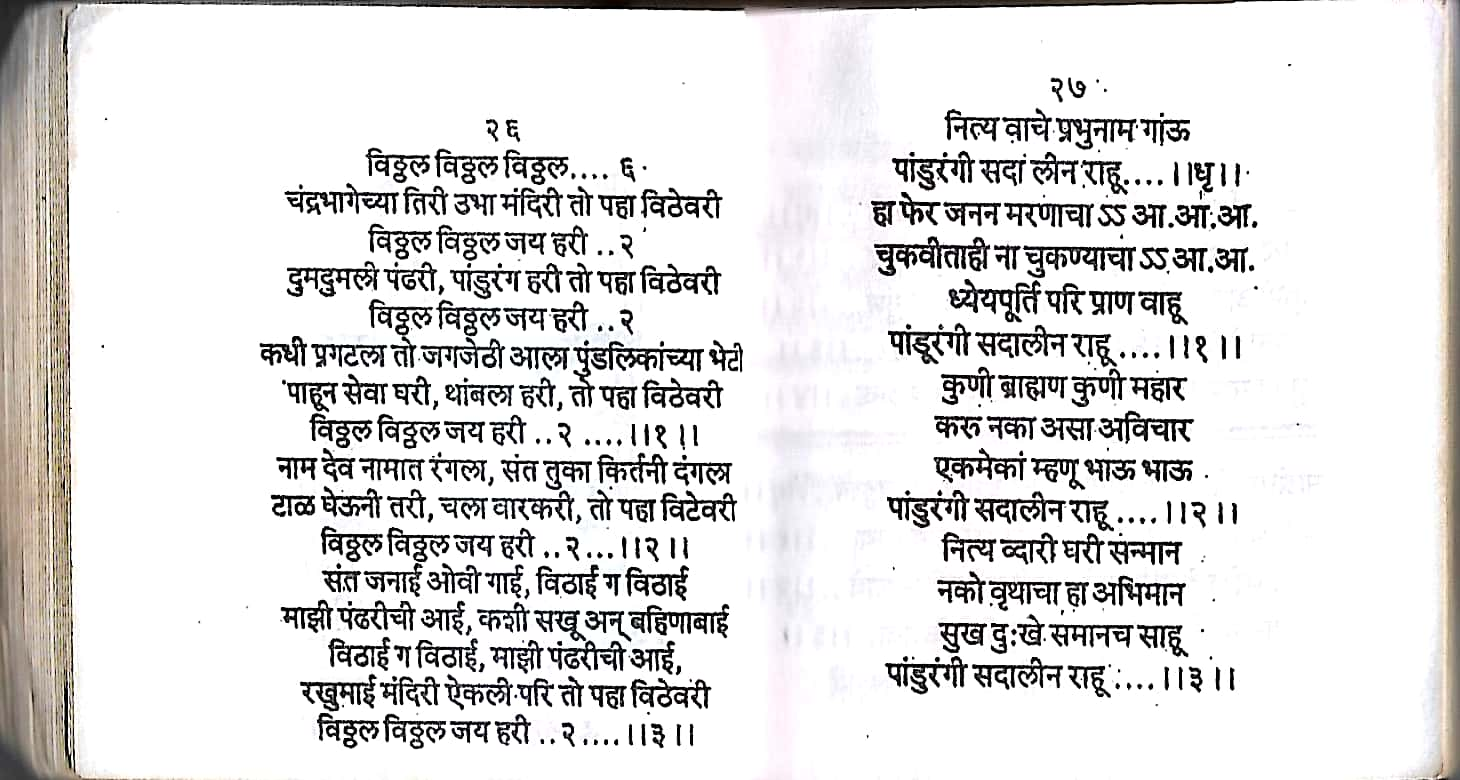 २६
विठ्ठल विठ्ठल विठ्ठल.... ६
चंद्रभागेच्या तिरी उभा मंदिरी तो पहा विठेवरी
विठ्ठल विठ्ठल जय हरी ..२
दुमदुमली पंढरी, पांडुरंग हरी तो पहा विठेवरी
विठ्ठल विठ्ठल जय हरी ..२
कधी प्रगटला तो जगजेठी आला पुंडलिकांच्या भेटी
पाहून सेवा घरी, थांबला हरी, तो पहा विठेवरी
विठ्ठल विठ्ठल जय हरी ..२ ....।।१।।
नाम देव नामात रंगला, संत तुका किर्तनी दंगला
टाळ घेऊनी तरी, चला वारकरी, तो पहा विटेवरी
विठ्ठल विठ्ठल जय हरी ..२...।।२।।
संत जनाई ओवी गाई, विठाई ग विठाई
माझी पंढरीची आई, कशी सखू अन् बहिणाबाई
विठाई ग विठाई, माझी पंढरीची आई,
रखुमाई मंदिरी ऐकली परि तो पहा विठेवरी
विठ्ठल विठ्ठल जय हरी ..२....।।३।।
२७
नित्य वाचे प्रभुनाम गांऊ
पांडुरंगी सदां लीन राहू....।।धृ।।
हा फेर जनन मरणाचा ऽऽ आ.आ.आ.
चुकवीताही ना चुकण्याचा ऽऽ आ.आ.
ध्येयपूर्ति परि प्राण वाहू
पांडूरंगी सदालीन राहू ....।।१।।
कुणी ब्राह्मण कुणी महार
करु नका असा अविचार
एकमेकां म्हणू भाऊ भाऊ
पांडुरंगी सदालीन राहू ....।।२।।
नित्य व्दारी घरी सन्मान
नको वृथाचा हा अभिमान
सुख दुःखे समानच साहू
पांडुरंगी सदालीन राहू ....।।३।।